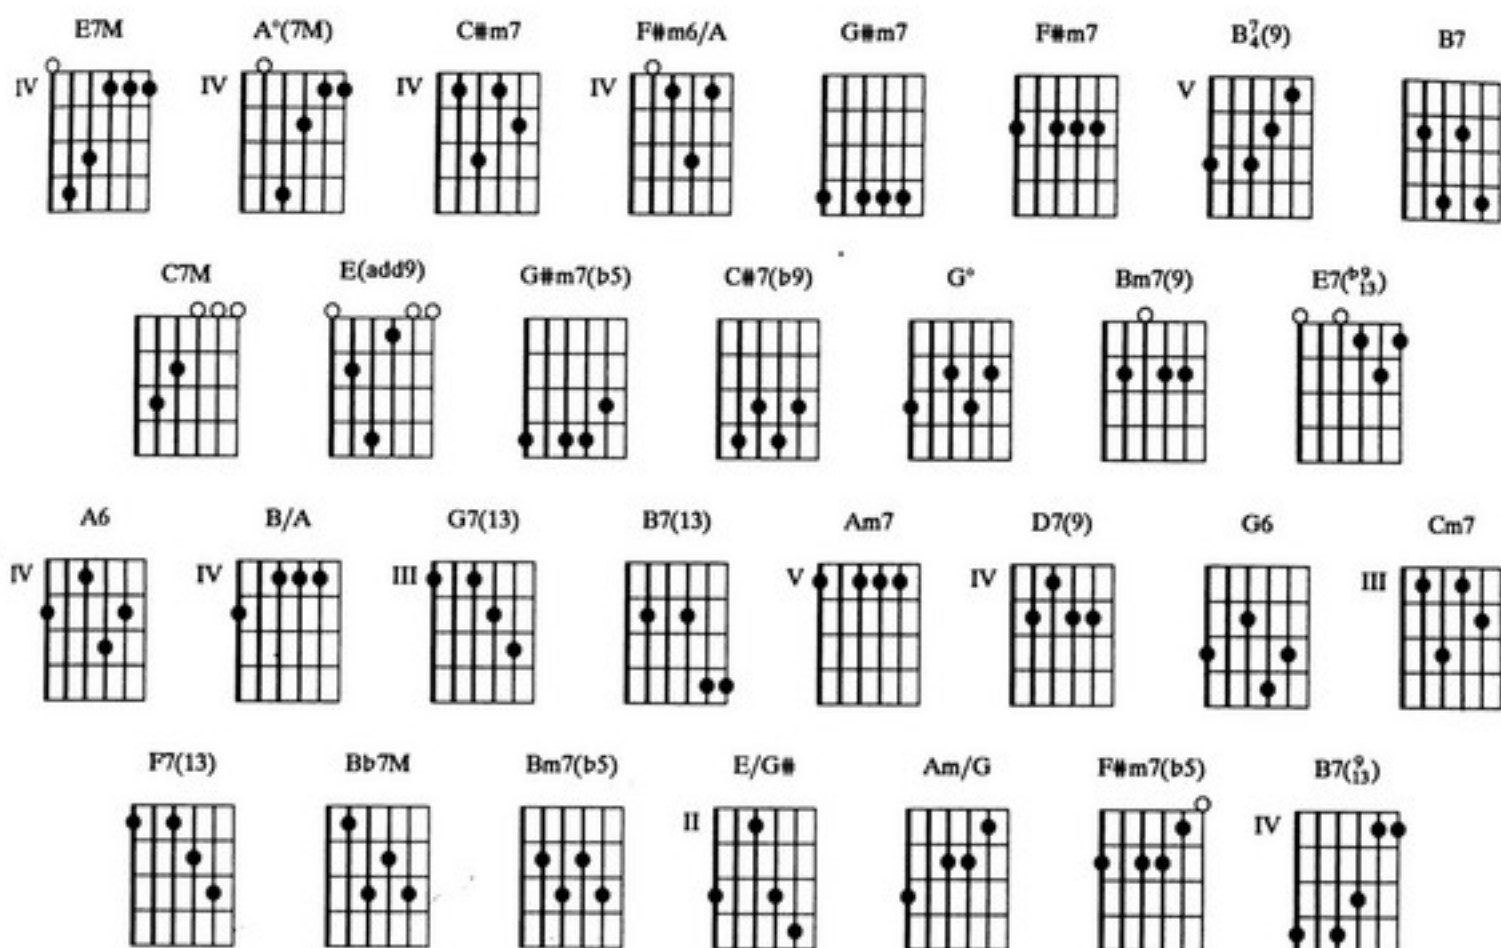 E7M A°(7M) C#m7 F#m6/A G#m7 F#m7 B7/4(9) B7
IV IV IV IV V
C7M E(add9) G#m7(b5) C#7(b9) G° Bm7(9) E7(b9/13)
A6 B/A G7(13) B7(13) Am7 D7(9) G6 Cm7
IV IV III V IV III
F7(13) Bb7M Bm7(b5) E/G# Am/G F#m7(b5) B7(9/13)
II IV